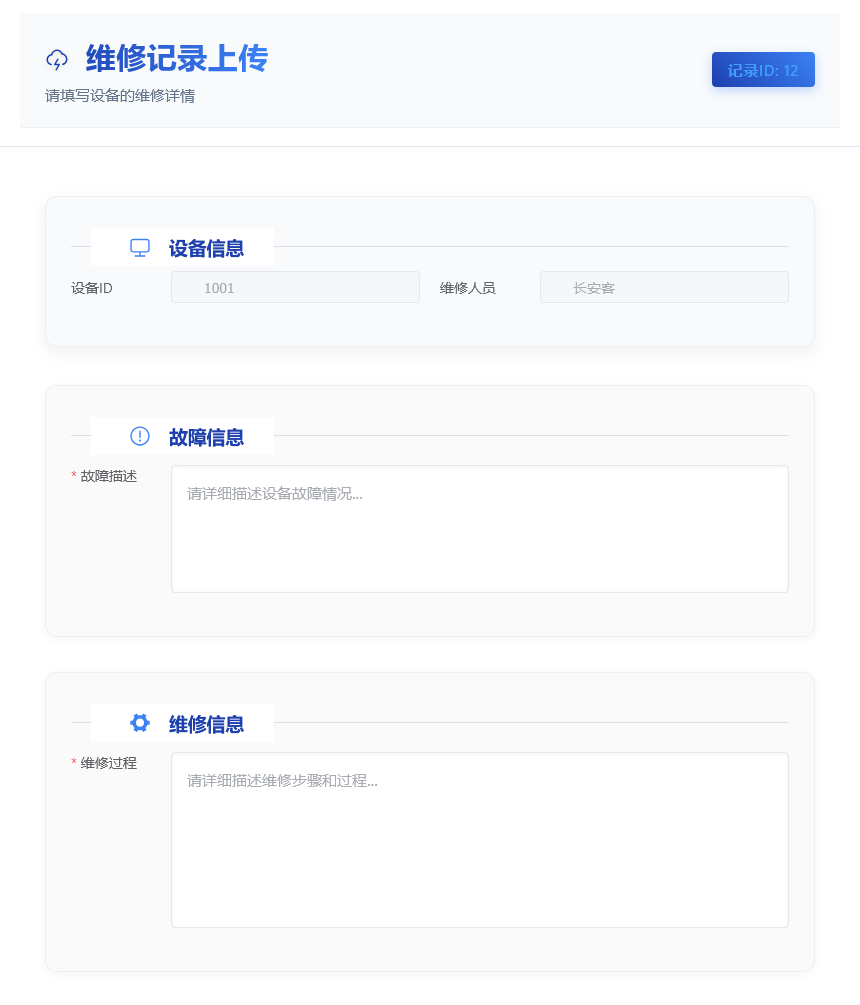 维修记录上传
请填写设备的维修详情
记录ID: 12
设备信息
设备ID 1001 维修人员 长安客
故障信息
* 故障描述 请详细描述设备故障情况...
维修信息
* 维修过程 请详细描述维修步骤和过程...